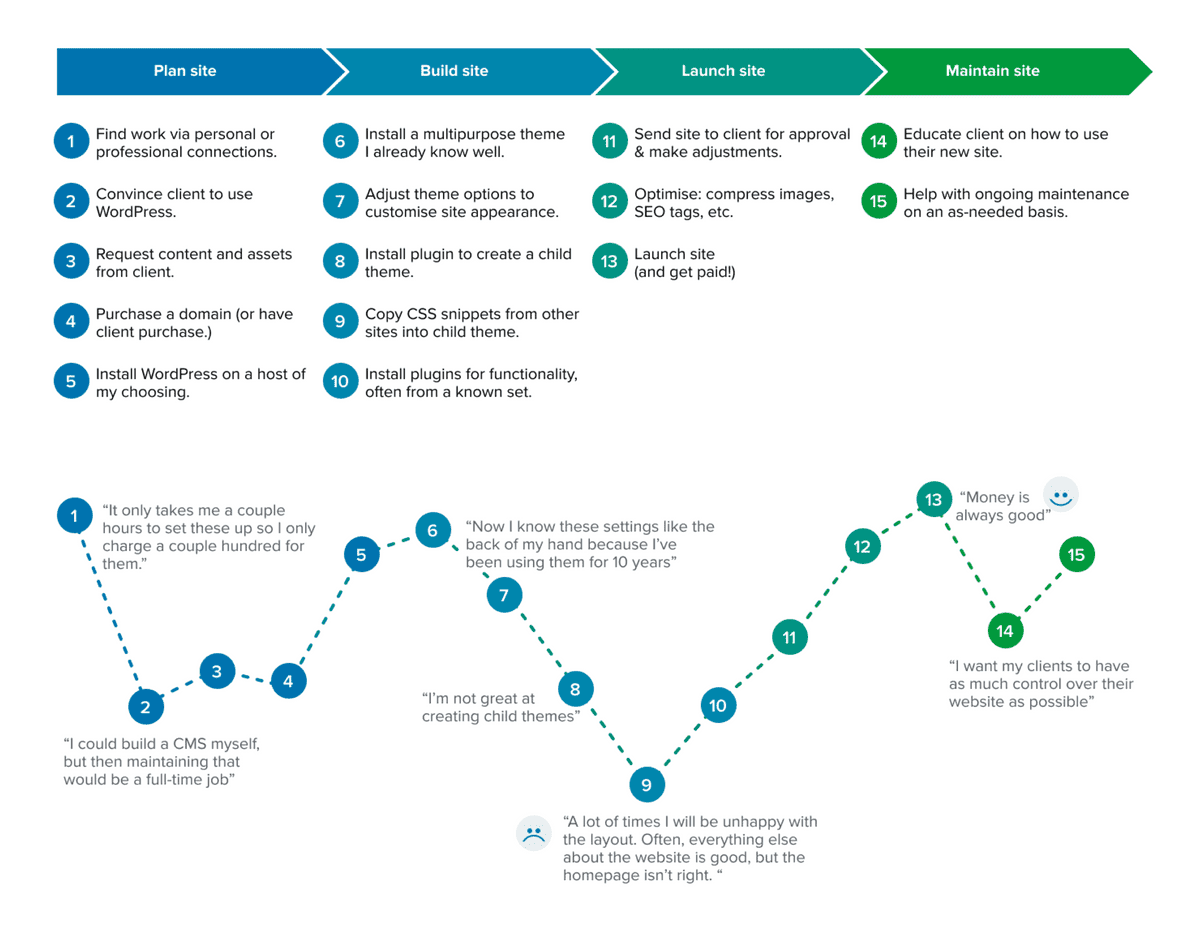 Plan site
Build site
Launch site
Maintain site
1
Find work via personal or
professional connections.
2
Convince client to use
WordPress.
3
Request content and assets
from client.
4
Purchase a domain (or have
client purchase.)
5
Install WordPress on a host of
my choosing.
6
Install a multipurpose theme
I already know well.
7
Adjust theme options to
customise site appearance.
8
Install plugin to create a child
theme.
9
Copy CSS snippets from other
sites into child theme.
10
Install plugins for functionality,
often from a known set.
11
Send site to client for approval
& make adjustments.
12
Optimise: compress images,
SEO tags, etc.
13
Launch site
(and get paid!)
14
Educate client on how to use
their new site.
15
Help with ongoing maintenance
on an as-needed basis.
1
“It only takes me a couple
hours to set these up so I only
charge a couple hundred for
them.”
2
“I could build a CMS myself,
but then maintaining that
would be a full-time job”
3
4
5
6
“Now I know these settings like the
back of my hand because I’ve
been using them for 10 years”
7
8
“I’m not great at
creating child themes”
9
“A lot of times I will be unhappy with
the layout. Often, everything else
about the website is good, but the
homepage isn’t right. “
10
11
12
13
“Money is
always good”
14
“I want my clients to have
as much control over their
website as possible”
15